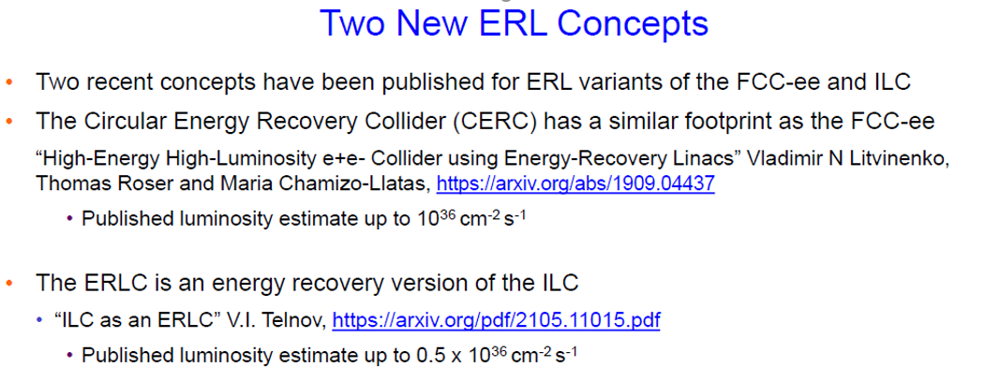 Two New ERL Concepts
• Two recent concepts have been published for ERL variants of the FCC-ee and ILC
• The Circular Energy Recovery Collider (CERC) has a similar footprint as the FCC-ee
“High-Energy High-Luminosity e+e- Collider using Energy-Recovery Linacs” Vladimir N Litvinenko,
Thomas Roser and Maria Chamizo-Llatas, https://arxiv.org/abs/1909.04437
• Published luminosity estimate up to 10³⁶ cm⁻² s⁻¹
• The ERLC is an energy recovery version of the ILC
• “ILC as an ERLC” V.I. Telnov, https://arxiv.org/pdf/2105.11015.pdf
• Published luminosity estimate up to 0.5 x 10³⁶ cm⁻² s⁻¹